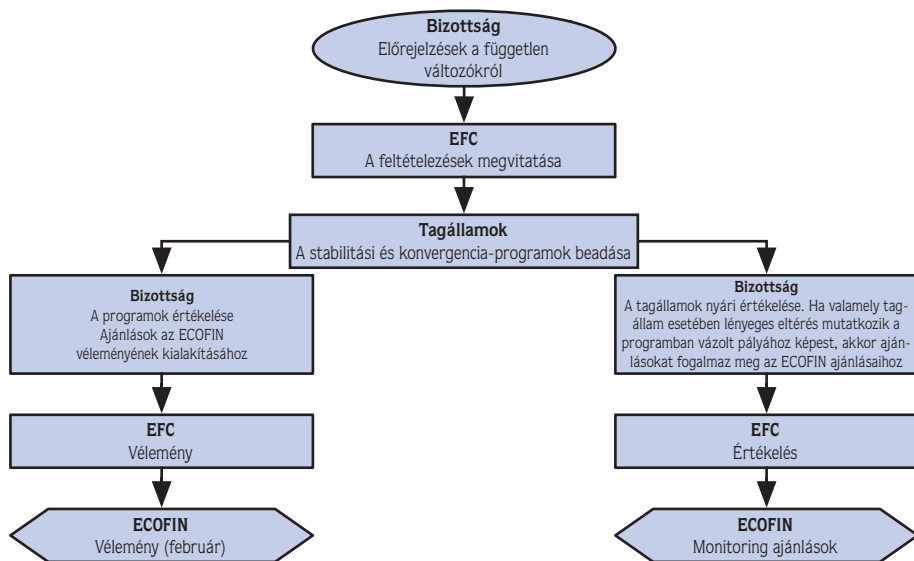 Bizottság
Előrejelzések a független
változókról
EFC
A feltételezések megvitatása
Tagállamok
A stabilitási és konvergencia-programok beadása
Bizottság
A programok értékelése
Ajánlások az ECOFIN
véleményének kialakításához
EFC
Vélemény
ECOFIN
Vélemény (február)
Bizottság
A tagállamok nyári értékelése. Ha valamely tag-
állam esetében lényeges eltérés mutatkozik a
programban vázolt pályához képest, akkor aján-
lásokat fogalmaz meg az ECOFIN ajánlásaihoz
EFC
Értékelés
ECOFIN
Monitoring ajánlások